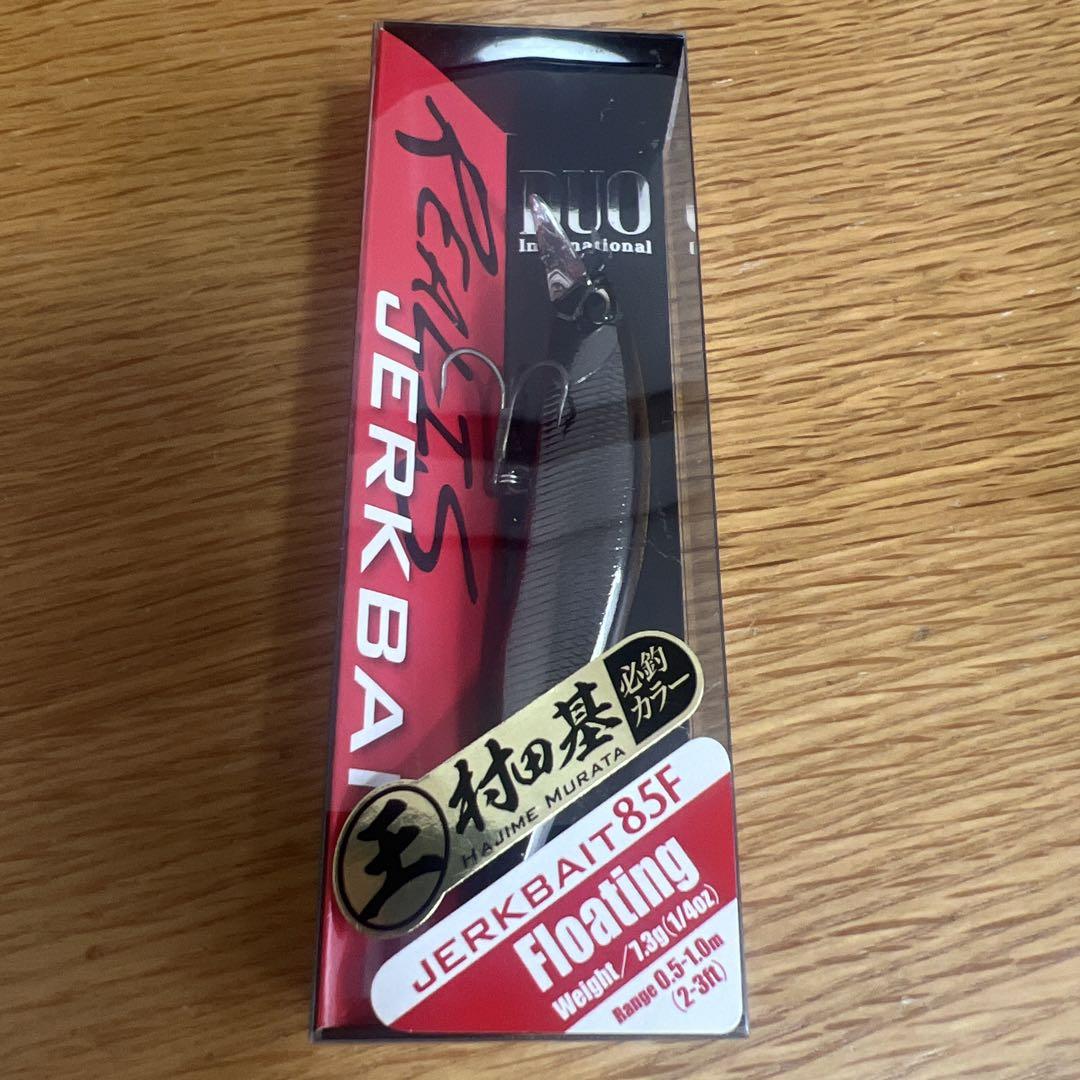 REALIS
JERKBAI
DUO
International
王 村田基
HAJIME MURATA
必釣
カラー
JERKBAIT 85F
Floating
Weight/7.3g(1/4oz)
Range 0.5-1.0m
(2-3ft)